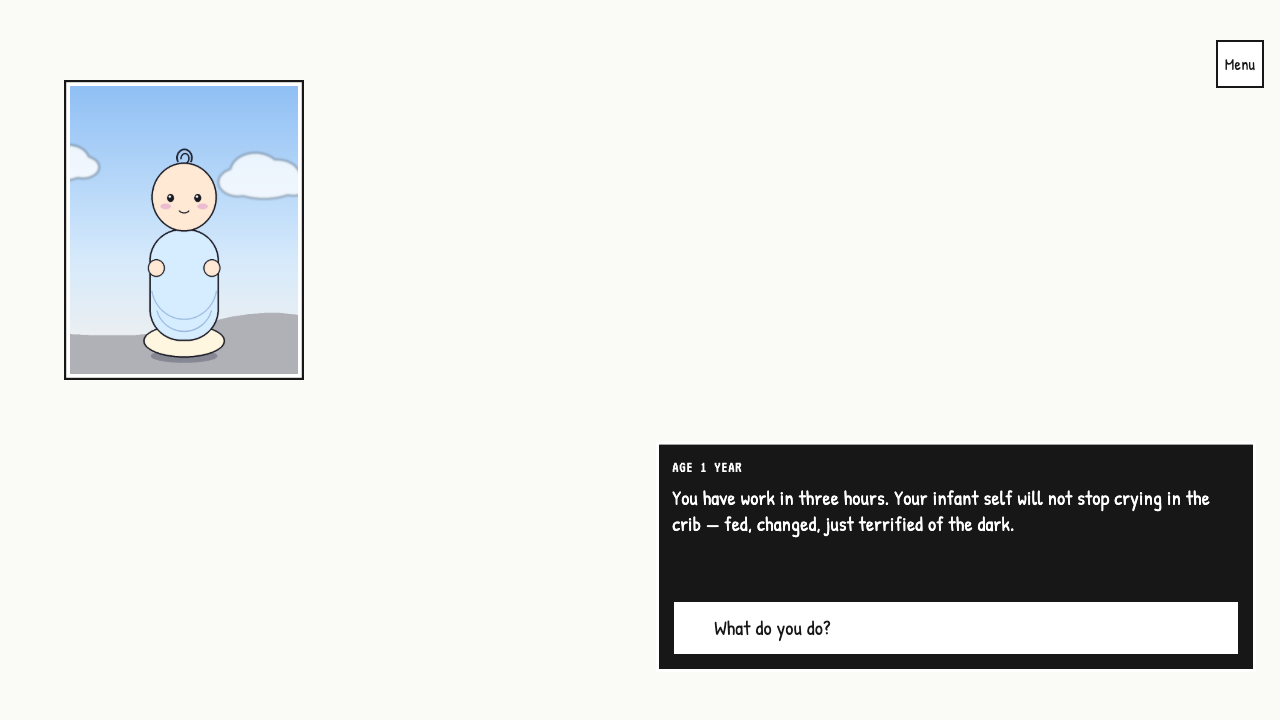 Menu
AGE 1 YEAR
You have work in three hours. Your infant self will not stop crying in the
crib — fed, changed, just terrified of the dark.
What do you do?